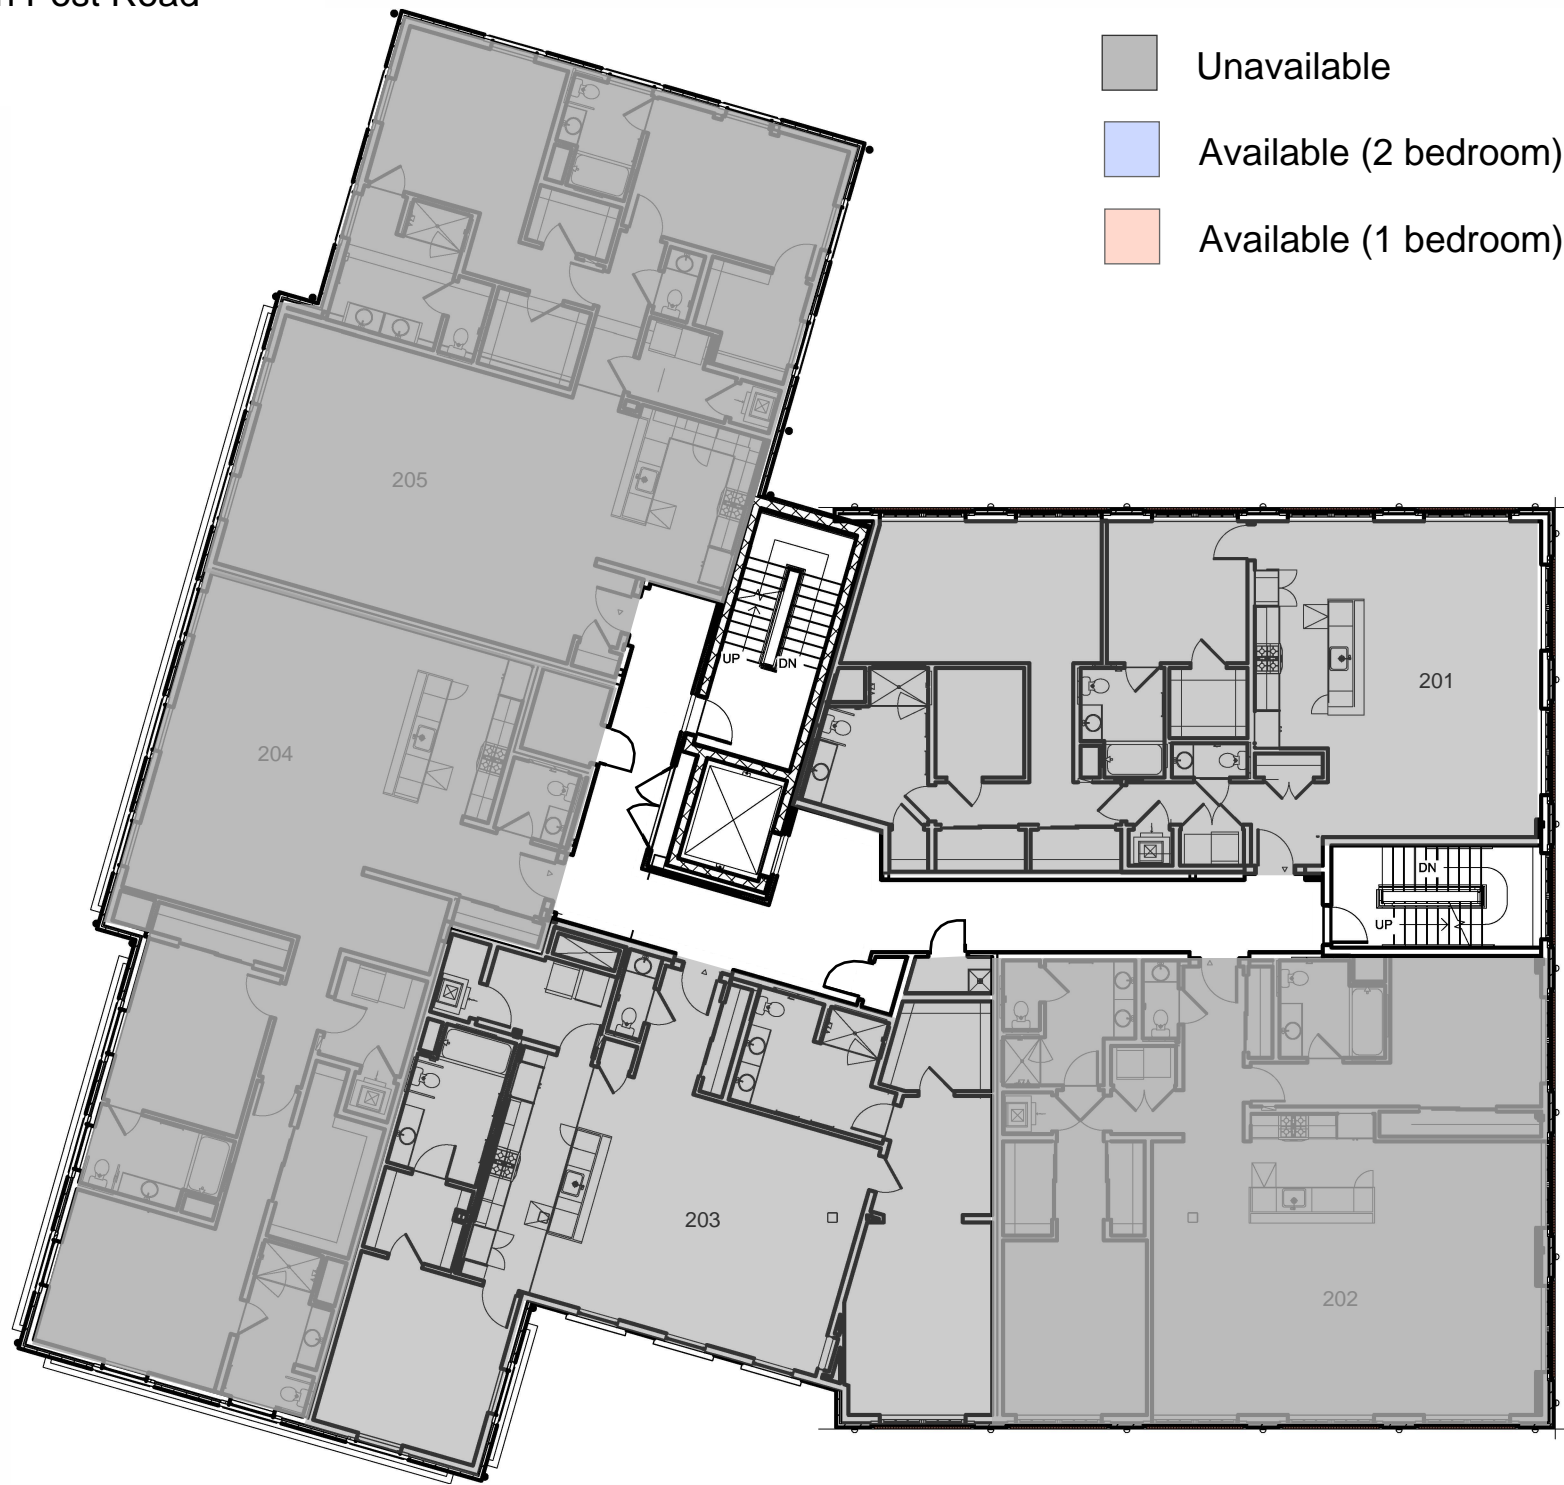 Post Road
Unavailable
Available (2 bedroom)
Available (1 bedroom)
205
UP
DN
201
204
DN
UP
203
202